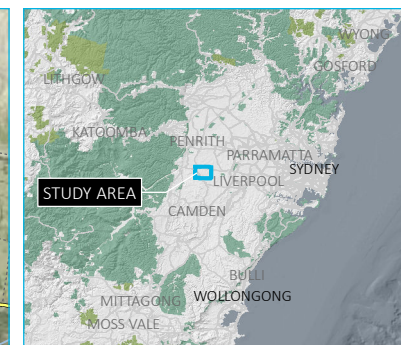 WYONG
GOSFORD
LITHGOW
KATOOMBA
PENRITH
PARRAMATTA
SYDNEY
LIVERPOOL
STUDY AREA
CAMDEN
BULLI
MITTAGONG
WOLLONGONG
MOSS VALE